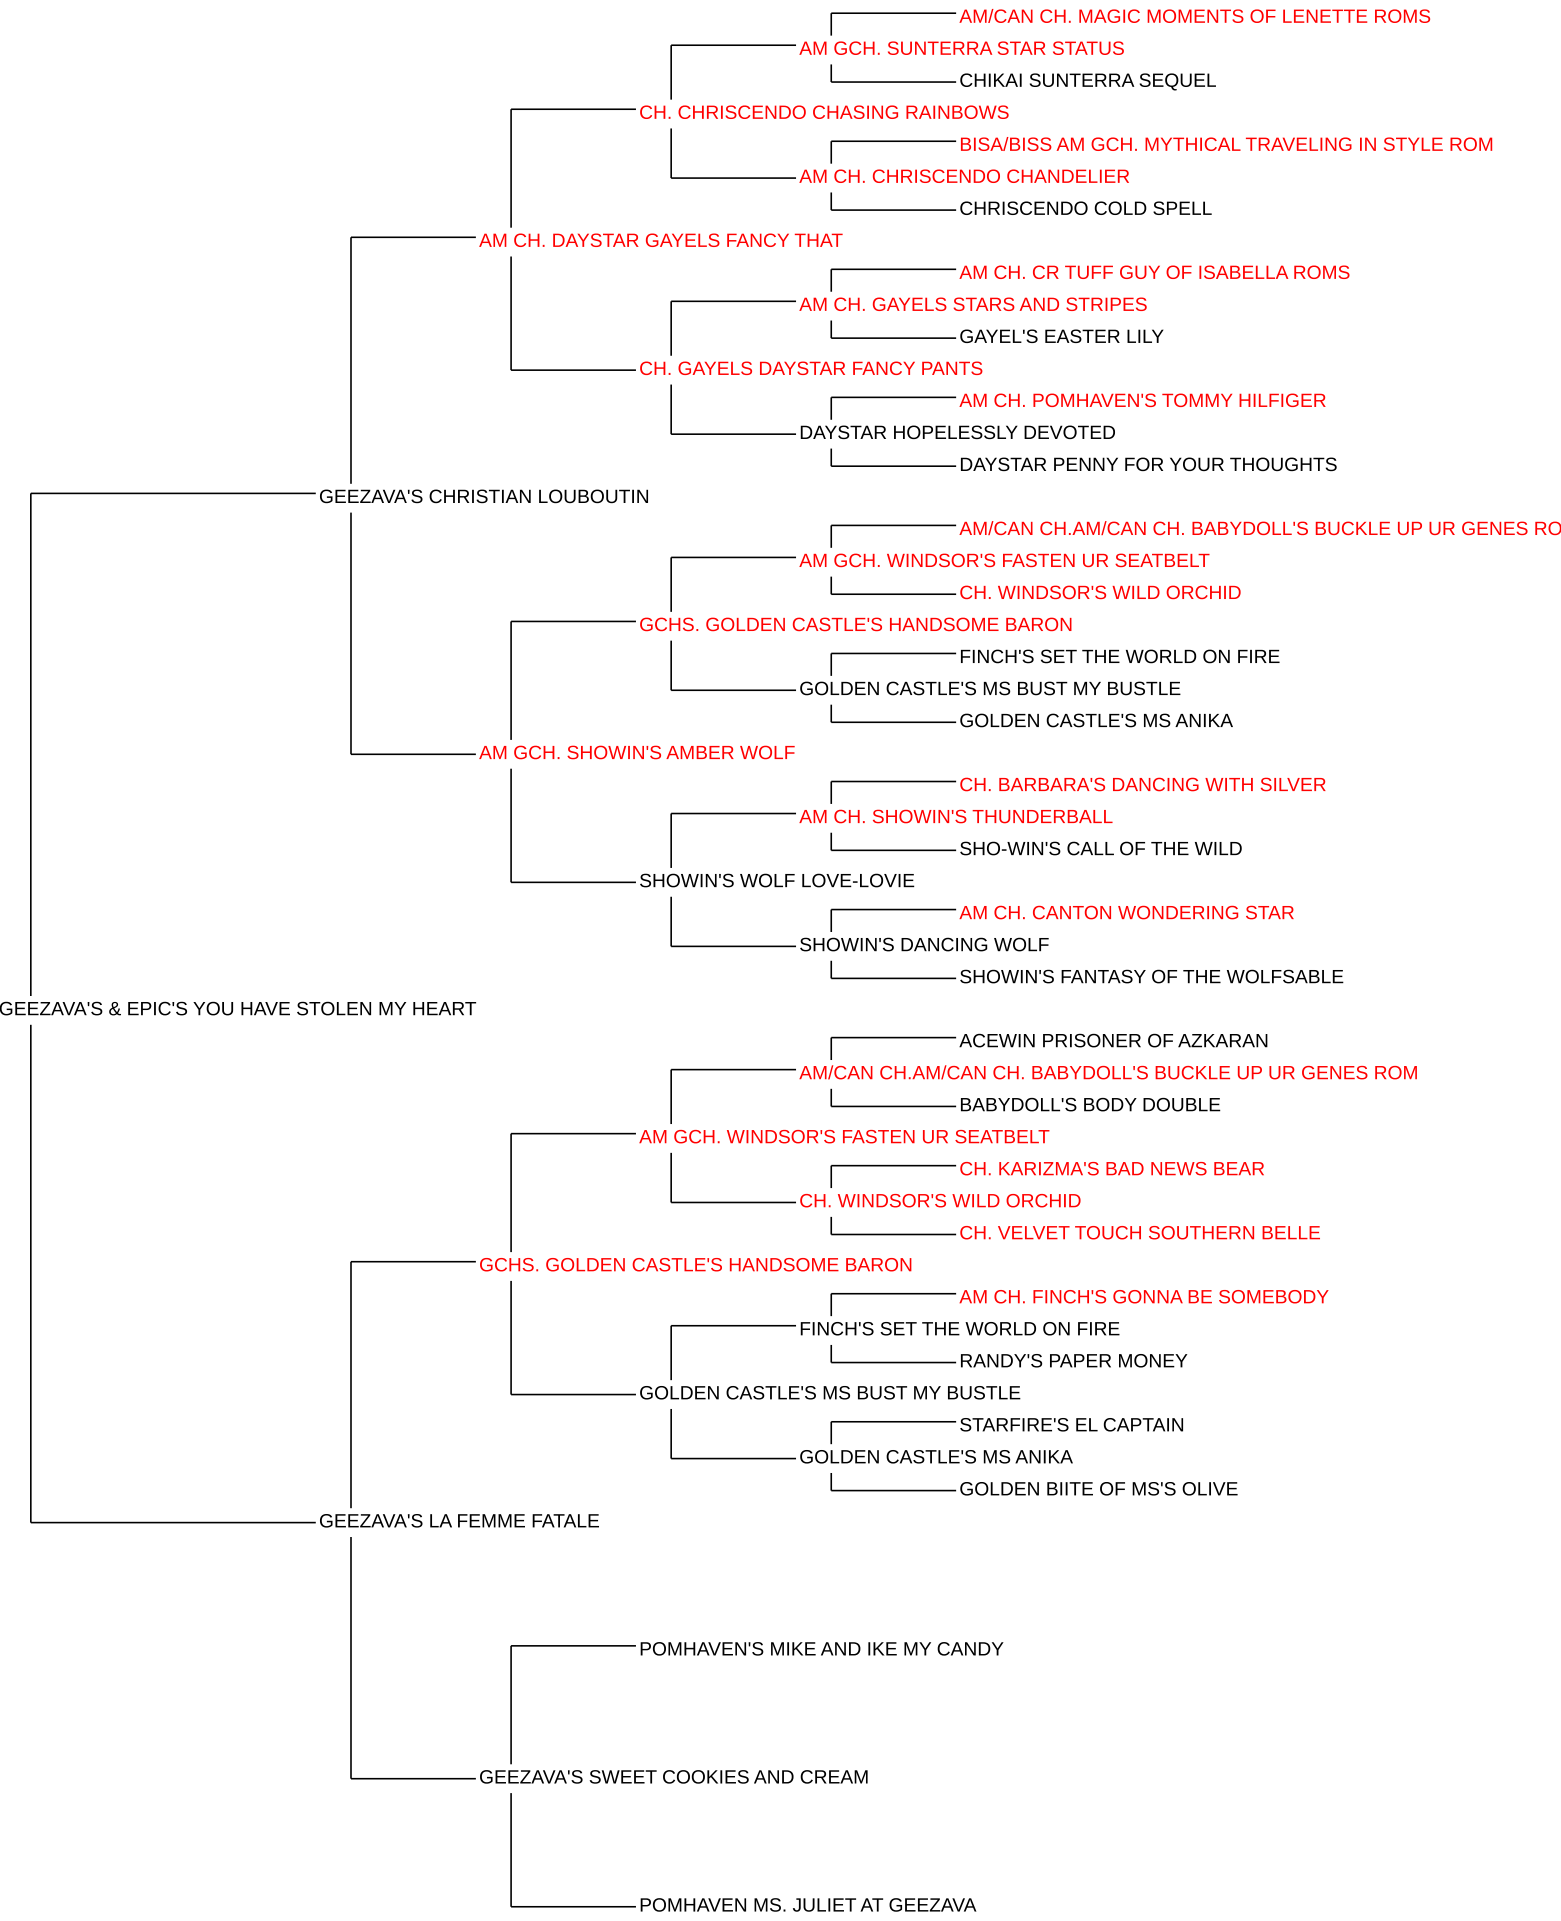 AM/CAN CH. MAGIC MOMENTS OF LENETTE ROMS
AM GCH. SUNTERRA STAR STATUS
CHIKAI SUNTERRA SEQUEL
CH. CHRISCENDO CHASING RAINBOWS
BISA/BISS AM GCH. MYTHICAL TRAVELING IN STYLE ROM
AM CH. CHRISCENDO CHANDELIER
CHRISCENDO COLD SPELL
AM CH. DAYSTAR GAYELS FANCY THAT
AM CH. CR TUFF GUY OF ISABELLA ROMS
AM CH. GAYELS STARS AND STRIPES
GAYEL'S EASTER LILY
CH. GAYELS DAYSTAR FANCY PANTS
AM CH. POMHAVEN'S TOMMY HILFIGER
DAYSTAR HOPELESSLY DEVOTED
DAYSTAR PENNY FOR YOUR THOUGHTS
GEEZAVA'S CHRISTIAN LOUBOUTIN
AM/CAN CH.AM/CAN CH. BABYDOLL'S BUCKLE UP UR GENES RO
AM GCH. WINDSOR'S FASTEN UR SEATBELT
CH. WINDSOR'S WILD ORCHID
GCHS. GOLDEN CASTLE'S HANDSOME BARON
FINCH'S SET THE WORLD ON FIRE
GOLDEN CASTLE'S MS BUST MY BUSTLE
GOLDEN CASTLE'S MS ANIKA
AM GCH. SHOWIN'S AMBER WOLF
CH. BARBARA'S DANCING WITH SILVER
AM CH. SHOWIN'S THUNDERBALL
SHO-WIN'S CALL OF THE WILD
SHOWIN'S WOLF LOVE-LOVIE
AM CH. CANTON WONDERING STAR
SHOWIN'S DANCING WOLF
SHOWIN'S FANTASY OF THE WOLFSABLE
GEEZAVA'S & EPIC'S YOU HAVE STOLEN MY HEART
ACEWIN PRISONER OF AZKARAN
AM/CAN CH.AM/CAN CH. BABYDOLL'S BUCKLE UP UR GENES ROM
BABYDOLL'S BODY DOUBLE
AM GCH. WINDSOR'S FASTEN UR SEATBELT
CH. KARIZMA'S BAD NEWS BEAR
CH. WINDSOR'S WILD ORCHID
CH. VELVET TOUCH SOUTHERN BELLE
GCHS. GOLDEN CASTLE'S HANDSOME BARON
AM CH. FINCH'S GONNA BE SOMEBODY
FINCH'S SET THE WORLD ON FIRE
RANDY'S PAPER MONEY
GOLDEN CASTLE'S MS BUST MY BUSTLE
STARFIRE'S EL CAPTAIN
GOLDEN CASTLE'S MS ANIKA
GOLDEN BIITE OF MS'S OLIVE
GEEZAVA'S LA FEMME FATALE
POMHAVEN'S MIKE AND IKE MY CANDY
GEEZAVA'S SWEET COOKIES AND CREAM
POMHAVEN MS. JULIET AT GEEZAVA